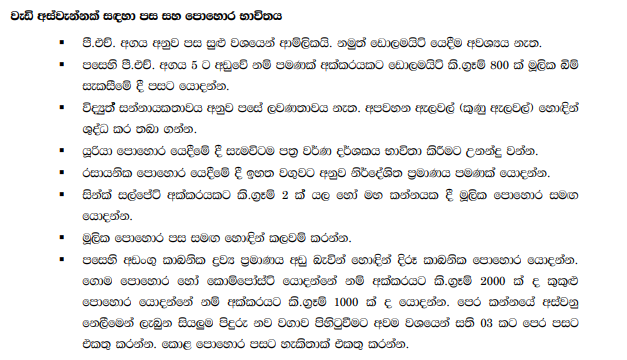 වැඩි අස්වැන්නක් සඳහා පස සහ පොහොර භාවිතය
▪ පී.එච්. අගය අනුව පස සුළු වශයෙන් ආම්ලිකයි. නමුත් ඩොලමයිට් යෙදීම අවශ්‍යය නැත.
▪ පසෙහි පී.එච්. අගය 5 ට අඩුවේ නම් පමණක් අක්කරයකට ඩොලමයිට් කි.ග්‍රෑම් 800 ක් මූලික බිම්
සැකසීමේ දී පසට යොදන්න.
▪ විද්‍යුත් සන්නායකතාවය අනුව පසේ ලවණතාවය නැත. අපවහන ඇලවල් (කුණු ඇලවල්) හොඳින්
ශුද්ධ කර තබා ගන්න.
▪ යූරියා පොහොර යෙදීමේ දී සැමවිටම පත්‍ර වර්ණ දර්ශකය භාවිතා කිරීමට උනන්දු වන්න.
▪ රසායනික පොහොර යෙදීමේ දී ඉහත වගුවට අනුව නිර්දේශිත ප්‍රමාණය පමණක් යොදන්න.
▪ සින්ක් සල්පේට් අක්කරයකට කි.ග්‍රෑම් 2 ක් යල හෝ මහ කන්නයක දී මූලික පොහොර සමඟ
යොදන්න.
▪ මූලික පොහොර පස සමඟ හොඳින් කලවම් කරන්න.
▪ පසෙහි අඩංගු කාබනික ද්‍රව්‍ය ප්‍රමාණය අඩු බැවින් හොඳින් දිරූ කාබනික පොහොර යොදන්න.
ගොම පොහොර හෝ කොම්පෝස්ට් යොදන්නේ නම් අක්කරයට කි.ග්‍රෑම් 2000 ක් ද කුකුළු
පොහොර යොදන්නේ නම් අක්කරයට කි.ග්‍රෑම් 1000 ක් ද යොදන්න. පෙර කන්නයේ අස්වනු
නෙලීමෙන් ලැබුන සියලුම පිදුරු නව වගාව පිහිටුවීමට අවම වශයෙන් සති 03 කට පෙර පසට
එකතු කරන්න. කොළ පොහොර පසට හැකිතාක් එකතු කරන්න.